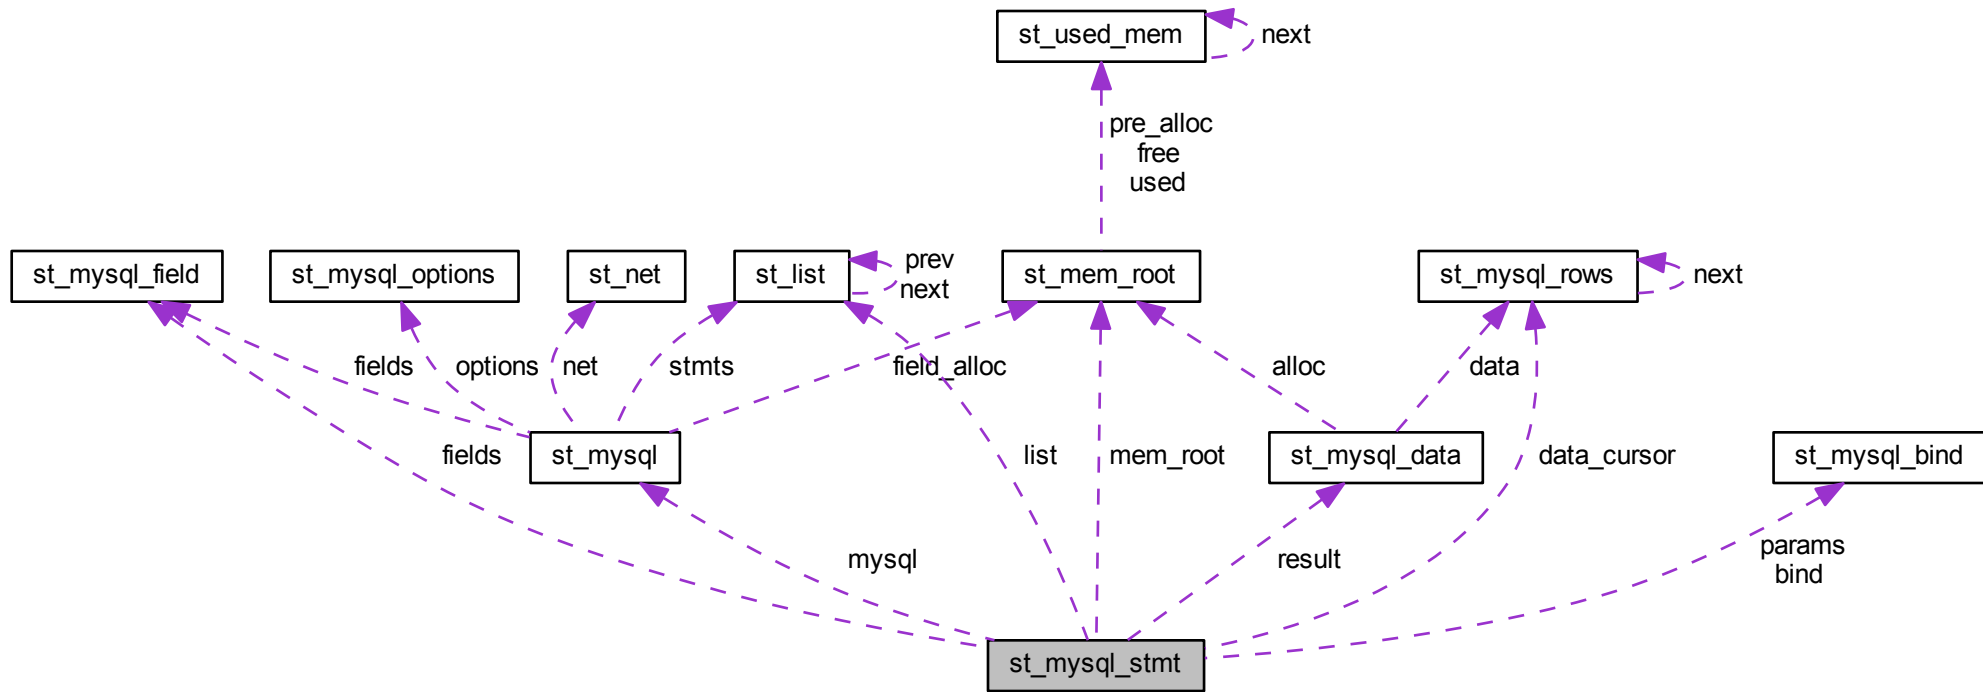 st_used_mem
next
pre_alloc
free
used
st_mysql_field
st_mysql_options
st_net
st_list
prev
next
st_mem_root
st_mysql_rows
next
fields
options
net
stmts
field_alloc
alloc
data
fields
st_mysql
list
mem_root
st_mysql_data
data_cursor
st_mysql_bind
mysql
result
params
bind
st_mysql_stmt